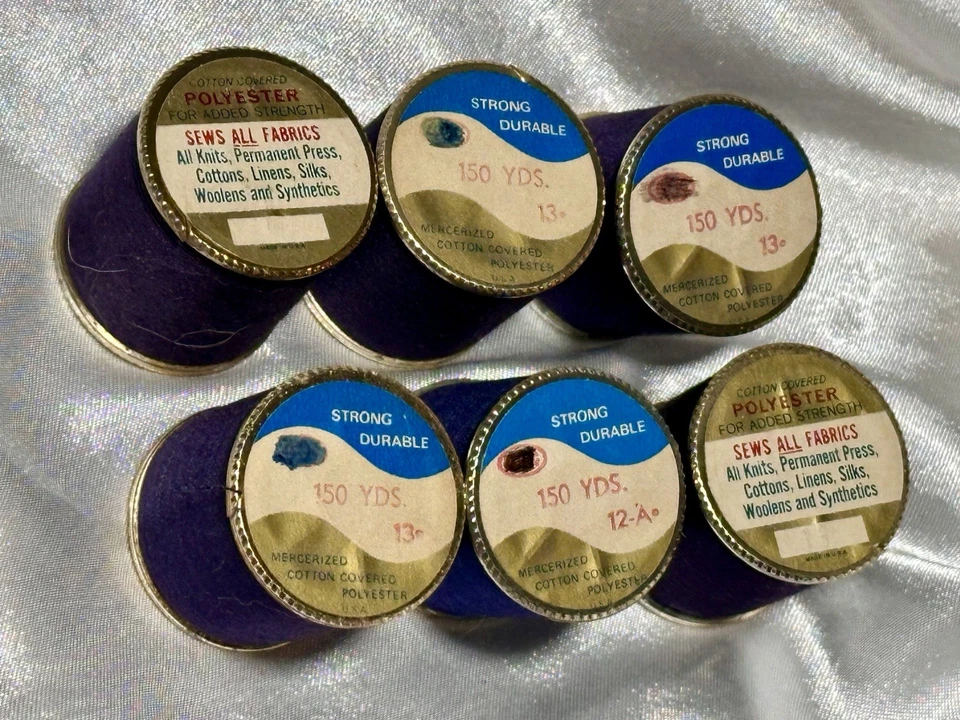 COTTON COVERED
POLYESTER
FOR ADDED STRENGTH
SEWS ALL FABRICS
All Knits, Permanent Press,
Cottons, Linens, Silks,
Woolens and Synthetics
MADE IN U.S.A.
STRONG
DURABLE
150 YDS.
13
MERCERIZED
COTTON COVERED
POLYESTER
U.S.A.
STRONG
DURABLE
150 YDS.
13
MERCERIZED
COTTON COVERED
POLYESTER
STRONG
DURABLE
150 YDS.
13
MERCERIZED
COTTON COVERED
POLYESTER
U.S.A.
STRONG
DURABLE
150 YDS.
12-A
MERCERIZED
COTTON COVERED
POLYESTER
U.S.A.
COTTON COVERED
POLYESTER
FOR ADDED STRENGTH
SEWS ALL FABRICS
All Knits, Permanent Press,
Cottons, Linens, Silks,
Woolens and Synthetics
MADE IN U.S.A.